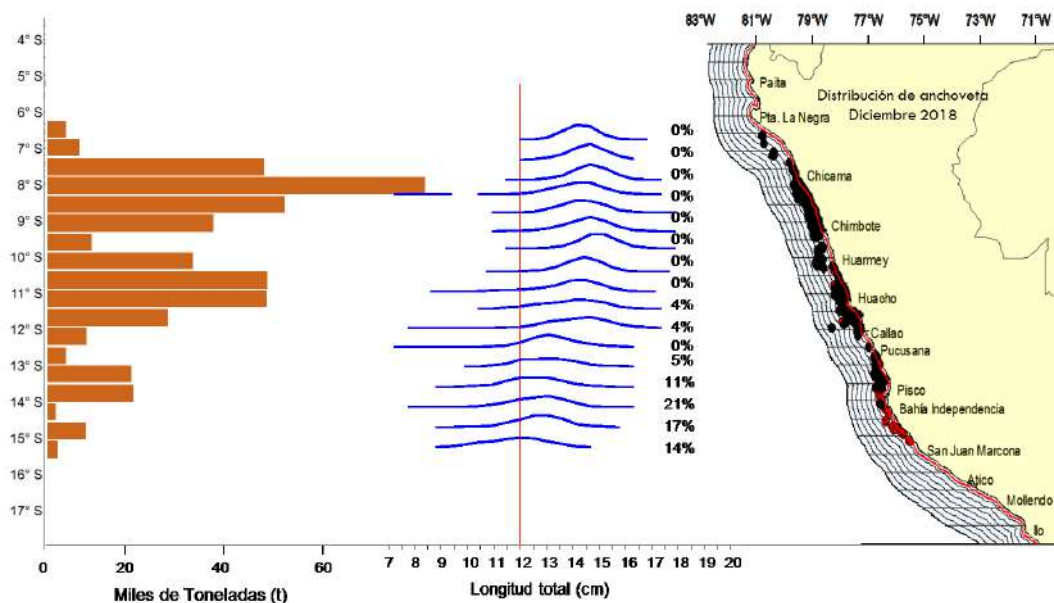 83°W 81°W 79°W 77°W 75°W 73°W 71°W
4° S
5° S
6° S
7° S
8° S
9° S
10° S
11° S
12° S
13° S
14° S
15° S
16° S
17° S
0%
0%
0%
0%
0%
0%
0%
0%
4%
4%
0%
5%
11%
21%
17%
14%
0 20 40 60
Miles de Toneladas (t)
7 8 9 10 11 12 13 14 15 16 17 18 19 20
Longitud total (cm)
Distribución de anchoveta
Diciembre 2018
Paita
Pta. La Negra
Chicama
Chimbote
Huarmey
Huacho
Callao
Pucusana
Pisco
Bahía Independencia
San Juan Marcona
Atico
Mollendo
Ilo